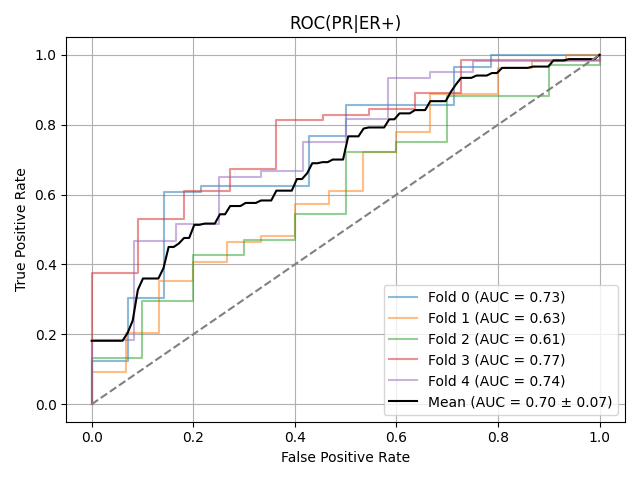 ROC(PR|ER+)
True Positive Rate
1.0
0.8
0.6
0.4
0.2
0.0
Fold 0 (AUC = 0.73)
Fold 1 (AUC = 0.63)
Fold 2 (AUC = 0.61)
Fold 3 (AUC = 0.77)
Fold 4 (AUC = 0.74)
Mean (AUC = 0.70 ± 0.07)
0.0 0.2 0.4 0.6 0.8 1.0
False Positive Rate